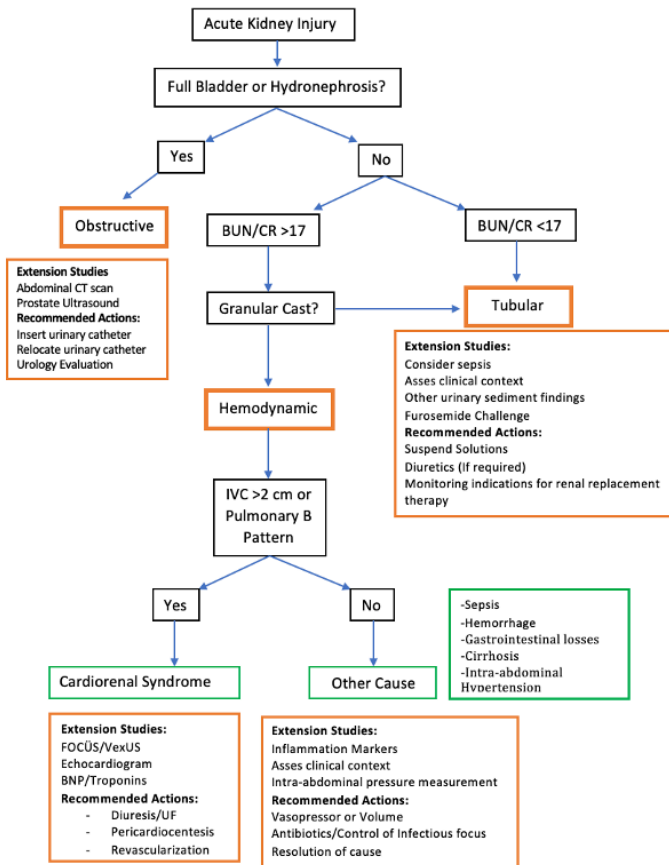 Acute Kidney Injury
Full Bladder or Hydronephrosis?
Yes
No
Obstructive
BUN/CR >17
BUN/CR <17
Extension Studies
Abdominal CT scan
Prostate Ultrasound
Recommended Actions:
Insert urinary catheter
Relocate urinary catheter
Urology Evaluation
Granular Cast?
Tubular
Extension Studies:
Consider sepsis
Asses clinical context
Other urinary sediment findings
Furosemide Challenge
Recommended Actions:
Suspend Solutions
Diuretics (If required)
Monitoring indications for renal replacement
therapy
Hemodynamic
IVC >2 cm or
Pulmonary B
Pattern
Yes
No
-Sepsis
-Hemorrhage
-Gastrointestinal losses
-Cirrhosis
-Intra-abdominal
Hypertension
Cardiorenal Syndrome
Other Cause
Extension Studies:
FOCÜS/VexUS
Echocardiogram
BNP/Troponins
Recommended Actions:
- Diuresis/UF
- Pericardiocentesis
- Revascularization
Extension Studies:
Inflammation Markers
Asses clinical context
Intra-abdominal pressure measurement
Recommended Actions:
Vasopressor or Volume
Antibiotics/Control of Infectious focus
Resolution of cause